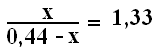 x
0,44 - x = 1,33